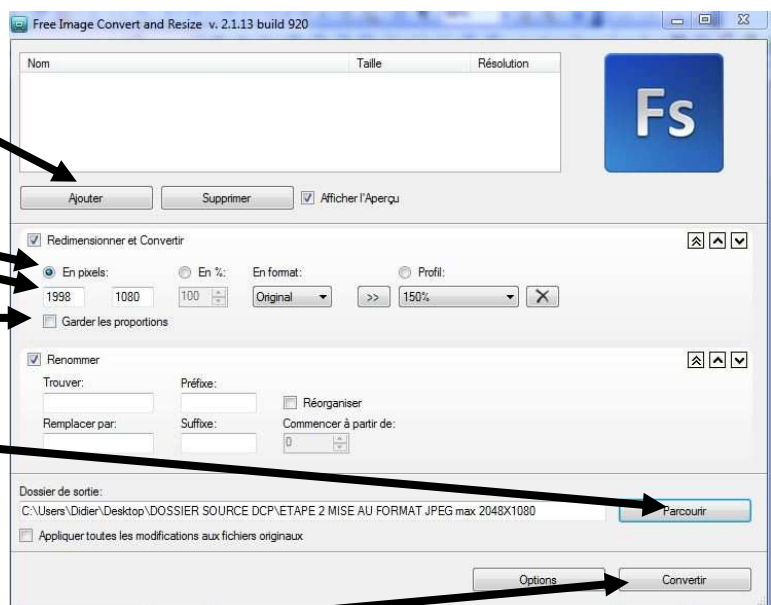 Free Image Convert and Resize v. 2.1.13 build 920
Nom Taille Résolution
Fs
Ajouter Supprimer Afficher l'Aperçu
Redimensionner et Convertir
En pixels: En %: En format: Profil:
1998 1080 100 Original >> 150%
Garder les proportions
Renommer
Trouver: Préfixe:
Réorganiser
Remplacer par: Suffixe: Commencer à partir de:
0
Dossier de sortie:
C:\Users\Didier\Desktop\DOSSIER SOURCE DCP\ETAPE 2 MISE AU FORMAT JPEG max 2048X1080 Parcourir
Appliquer toutes les modifications aux fichiers originaux
Options Convertir